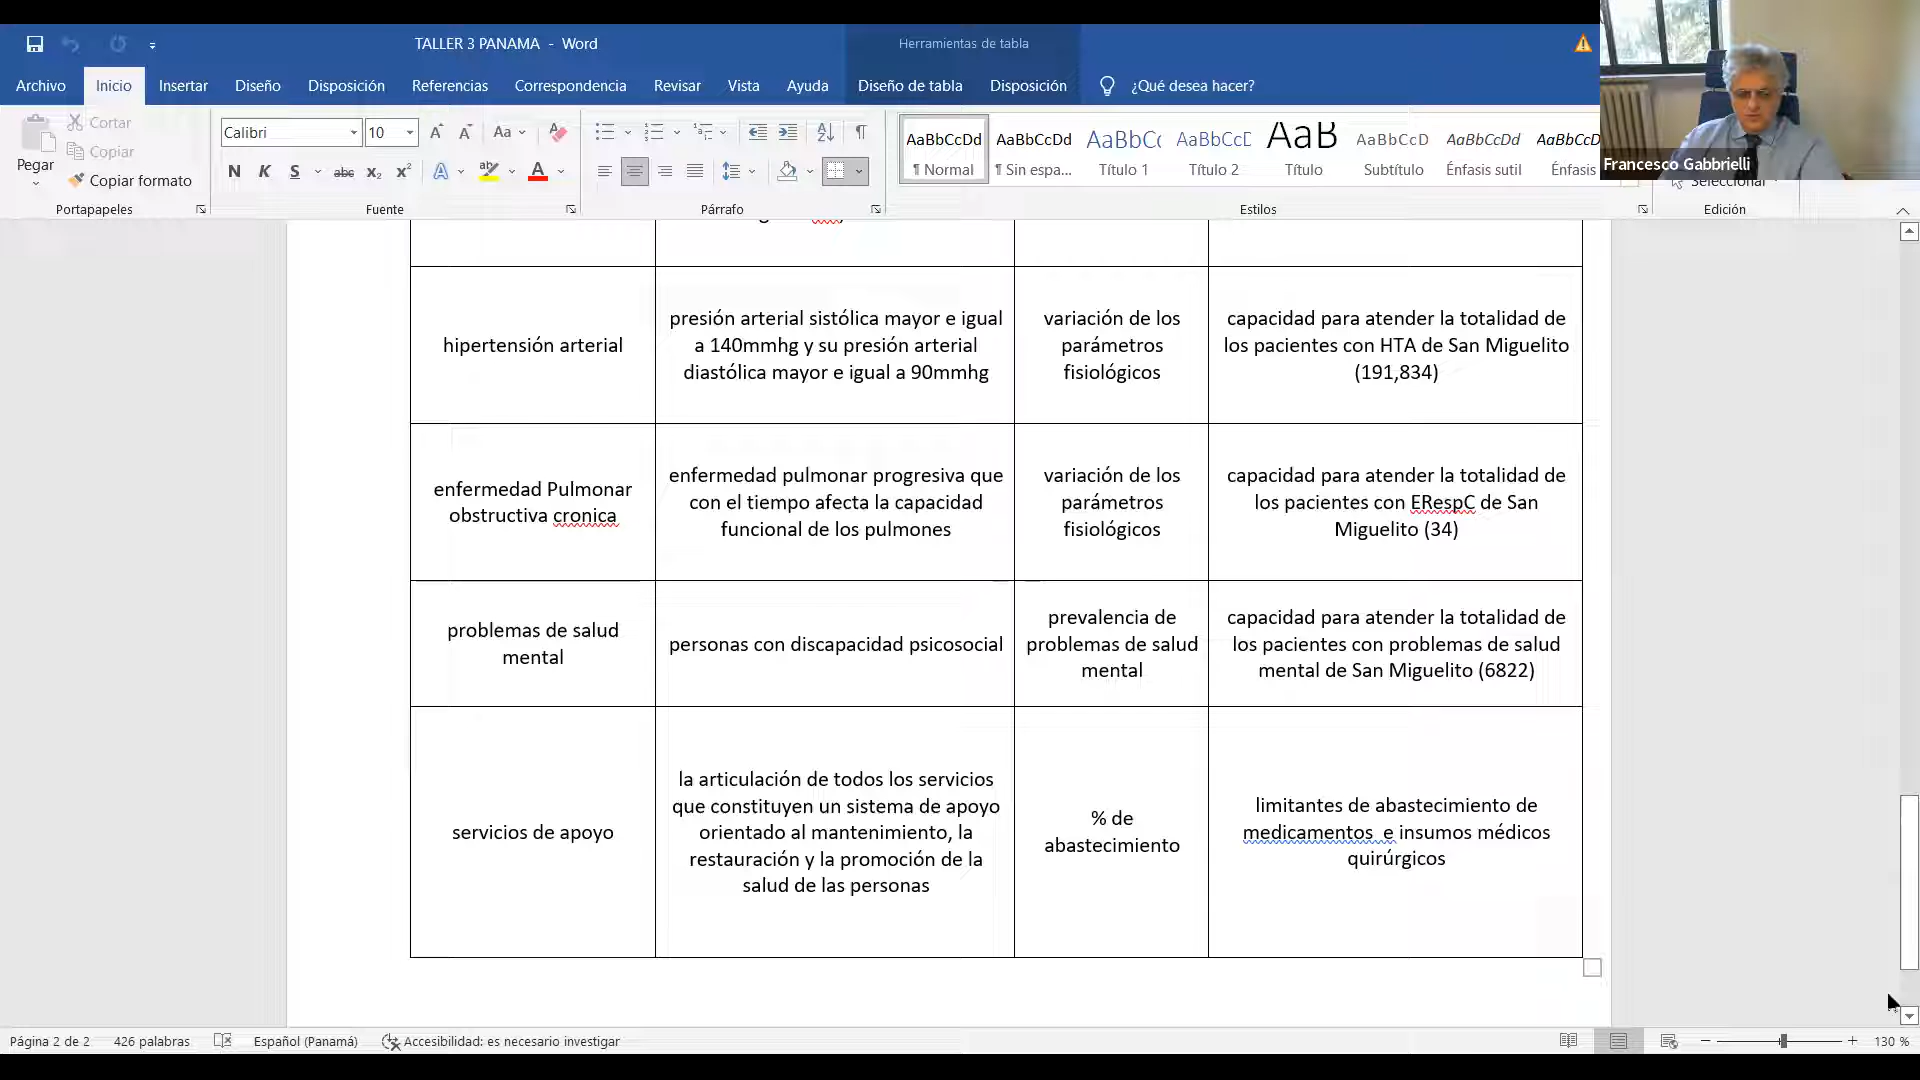 TALLER 3 PANAMA - Word
Herramientas de tabla
Archivo Inicio Insertar Diseño Disposición Referencias Correspondencia Revisar Vista Ayuda Diseño de tabla Disposición ¿Qué desea hacer?
Pegar
Cortar
Copiar
Copiar formato
Portapapeles
Calibri 10
N K S abc x₂ x²
Fuente
Párrafo
AaBbCcDd AaBbCcDd AaBbCc AaBbCcD AaB AaBbCcD AaBbCcDd AaBbCcDd
¶ Normal ¶ Sin espa... Título 1 Título 2 Título Subtítulo Énfasis sutil Énfasis
Estilos
Seleccionar
Edición
Francesco Gabbrielli
hipertensión arterial
presión arterial sistólica mayor e igual
a 140mmhg y su presión arterial
diastólica mayor e igual a 90mmhg
variación de los
parámetros
fisiológicos
capacidad para atender la totalidad de
los pacientes con HTA de San Miguelito
(191,834)
enfermedad Pulmonar
obstructiva cronica
enfermedad pulmonar progresiva que
con el tiempo afecta la capacidad
funcional de los pulmones
variación de los
parámetros
fisiológicos
capacidad para atender la totalidad de
los pacientes con ERespC de San
Miguelito (34)
problemas de salud
mental
personas con discapacidad psicosocial
prevalencia de
problemas de salud
mental
capacidad para atender la totalidad de
los pacientes con problemas de salud
mental de San Miguelito (6822)
servicios de apoyo
la articulación de todos los servicios
que constituyen un sistema de apoyo
orientado al mantenimiento, la
restauración y la promoción de la
salud de las personas
% de
abastecimiento
limitantes de abastecimiento de
medicamentos e insumos médicos
quirúrgicos
Página 2 de 2 426 palabras Español (Panamá) Accesibilidad: es necesario investigar 130 %